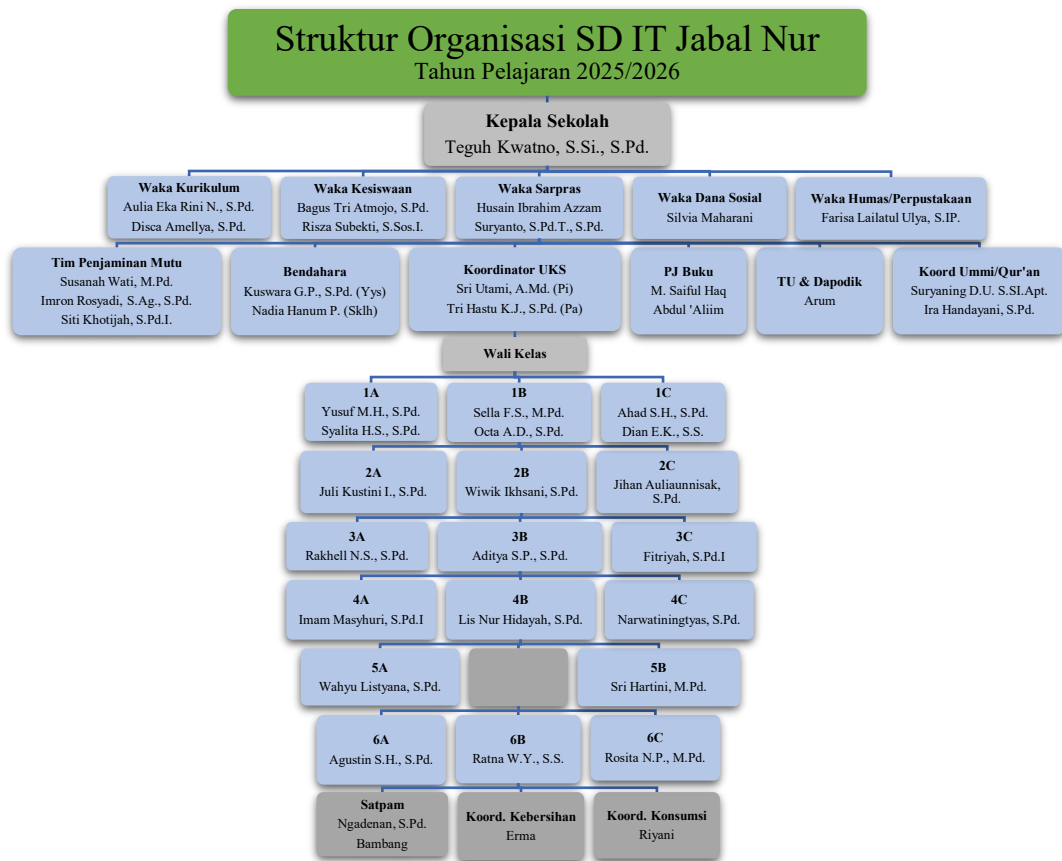 Struktur Organisasi SD IT Jabal Nur
Tahun Pelajaran 2025/2026
Kepala Sekolah
Teguh Kwatno, S.Si., S.Pd.
Waka Kurikulum
Aulia Eka Rini N., S.Pd.
Disca Amellya, S.Pd.
Waka Kesiswaan
Bagus Tri Atmojo, S.Pd.
Risza Subekti, S.Sos.I.
Waka Sarpras
Husain Ibrahim Azzam
Suryanto, S.Pd.T., S.Pd.
Waka Dana Sosial
Silvia Maharani
Waka Humas/Perpustakaan
Farisa Lailatul Ulya, S.IP.
Tim Penjaminan Mutu
Susanah Wati, M.Pd.
Imron Rosyadi, S.Ag., S.Pd.
Siti Khotijah, S.Pd.I.
Bendahara
Kuswara G.P., S.Pd. (Yys)
Nadia Hanum P. (Sklh)
Koordinator UKS
Sri Utami, A.Md. (Pi)
Tri Hastu K.J., S.Pd. (Pa)
PJ Buku
M. Saiful Haq
Abdul 'Aliim
TU & Dapodik
Arum
Koord Ummi/Qur'an
Suryaning D.U. S.SI.Apt.
Ira Handayani, S.Pd.
Wali Kelas
1A
Yusuf M.H., S.Pd.
Syalita H.S., S.Pd.
1B
Sella F.S., M.Pd.
Octa A.D., S.Pd.
1C
Ahad S.H., S.Pd.
Dian E.K., S.S.
2A
Juli Kustini I., S.Pd.
2B
Wiwik Ikhsani, S.Pd.
2C
Jihan Auliaunnisak,
S.Pd.
3A
Rakhell N.S., S.Pd.
3B
Aditya S.P., S.Pd.
3C
Fitriyah, S.Pd.I
4A
Imam Masyhuri, S.Pd.I
4B
Lis Nur Hidayah, S.Pd.
4C
Narwatiningtyas, S.Pd.
5A
Wahyu Listyana, S.Pd.
5B
Sri Hartini, M.Pd.
6A
Agustin S.H., S.Pd.
6B
Ratna W.Y., S.S.
6C
Rosita N.P., M.Pd.
Satpam
Ngadenan, S.Pd.
Bambang
Koord. Kebersihan
Erma
Koord. Konsumsi
Riyani